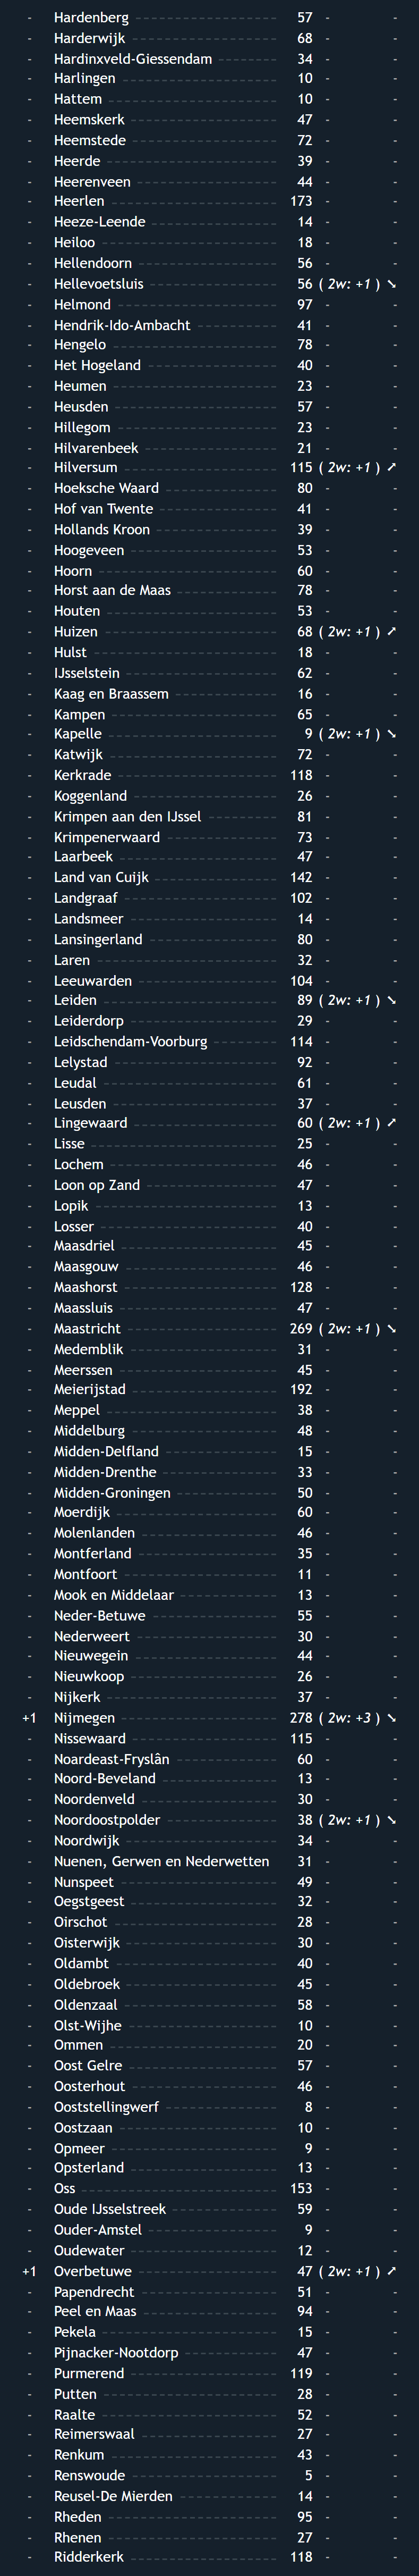 - Hardenberg 57 - -
- Harderwijk 68 - -
- Hardinxveld-Giessendam 34 - -
- Harlingen 10 - -
- Hattem 10 - -
- Heemskerk 47 - -
- Heemstede 72 - -
- Heerde 39 - -
- Heerenveen 44 - -
- Heerlen 173 - -
- Heeze-Leende 14 - -
- Heiloo 18 - -
- Hellendoorn 56 - -
- Hellevoetsluis 56 ( 2w: +1 ) ↘
- Helmond 97 - -
- Hendrik-Ido-Ambacht 41 - -
- Hengelo 78 - -
- Het Hogeland 40 - -
- Heumen 23 - -
- Heusden 57 - -
- Hillegom 23 - -
- Hilvarenbeek 21 - -
- Hilversum 115 ( 2w: +1 ) ↗
- Hoeksche Waard 80 - -
- Hof van Twente 41 - -
- Hollands Kroon 39 - -
- Hoogeveen 53 - -
- Hoorn 60 - -
- Horst aan de Maas 78 - -
- Houten 53 - -
- Huizen 68 ( 2w: +1 ) ↗
- Hulst 18 - -
- IJsselstein 62 - -
- Kaag en Braassem 16 - -
- Kampen 65 - -
- Kapelle 9 ( 2w: +1 ) ↘
- Katwijk 72 - -
- Kerkrade 118 - -
- Koggenland 26 - -
- Krimpen aan den IJssel 81 - -
- Krimpenerwaard 73 - -
- Laarbeek 47 - -
- Land van Cuijk 142 - -
- Landgraaf 102 - -
- Landsmeer 14 - -
- Lansingerland 80 - -
- Laren 32 - -
- Leeuwarden 104 - -
- Leiden 89 ( 2w: +1 ) ↘
- Leiderdorp 29 - -
- Leidschendam-Voorburg 114 - -
- Lelystad 92 - -
- Leudal 61 - -
- Leusden 37 - -
- Lingewaard 60 ( 2w: +1 ) ↗
- Lisse 25 - -
- Lochem 46 - -
- Loon op Zand 47 - -
- Lopik 13 - -
- Losser 40 - -
- Maasdriel 45 - -
- Maasgouw 46 - -
- Maashorst 128 - -
- Maassluis 47 - -
- Maastricht 269 ( 2w: +1 ) ↘
- Medemblik 31 - -
- Meerssen 45 - -
- Meierijstad 192 - -
- Meppel 38 - -
- Middelburg 48 - -
- Midden-Delfland 15 - -
- Midden-Drenthe 33 - -
- Midden-Groningen 50 - -
- Moerdijk 60 - -
- Molenlanden 46 - -
- Montferland 35 - -
- Montfoort 11 - -
- Mook en Middelaar 13 - -
- Neder-Betuwe 55 - -
- Nederweert 30 - -
- Nieuwegein 44 - -
- Nieuwkoop 26 - -
- Nijkerk 37 - -
+1 Nijmegen 278 ( 2w: +3 ) ↘
- Nissewaard 115 - -
- Noardeast-Fryslân 60 - -
- Noord-Beveland 13 - -
- Noordenveld 30 - -
- Noordoostpolder 38 ( 2w: +1 ) ↘
- Noordwijk 34 - -
- Nuenen, Gerwen en Nederwetten 31 - -
- Nunspeet 49 - -
- Oegstgeest 32 - -
- Oirschot 28 - -
- Oisterwijk 30 - -
- Oldambt 40 - -
- Oldebroek 45 - -
- Oldenzaal 58 - -
- Olst-Wijhe 10 - -
- Ommen 20 - -
- Oost Gelre 57 - -
- Oosterhout 46 - -
- Ooststellingwerf 8 - -
- Oostzaan 10 - -
- Opmeer 9 - -
- Opsterland 13 - -
- Oss 153 - -
- Oude IJsselstreek 59 - -
- Ouder-Amstel 9 - -
- Oudewater 12 - -
+1 Overbetuwe 47 ( 2w: +1 ) ↗
- Papendrecht 51 - -
- Peel en Maas 94 - -
- Pekela 15 - -
- Pijnacker-Nootdorp 47 - -
- Purmerend 119 - -
- Putten 28 - -
- Raalte 52 - -
- Reimerswaal 27 - -
- Renkum 43 - -
- Renswoude 5 - -
- Reusel-De Mierden 14 - -
- Rheden 95 - -
- Rhenen 27 - -
- Ridderkerk 118 - -